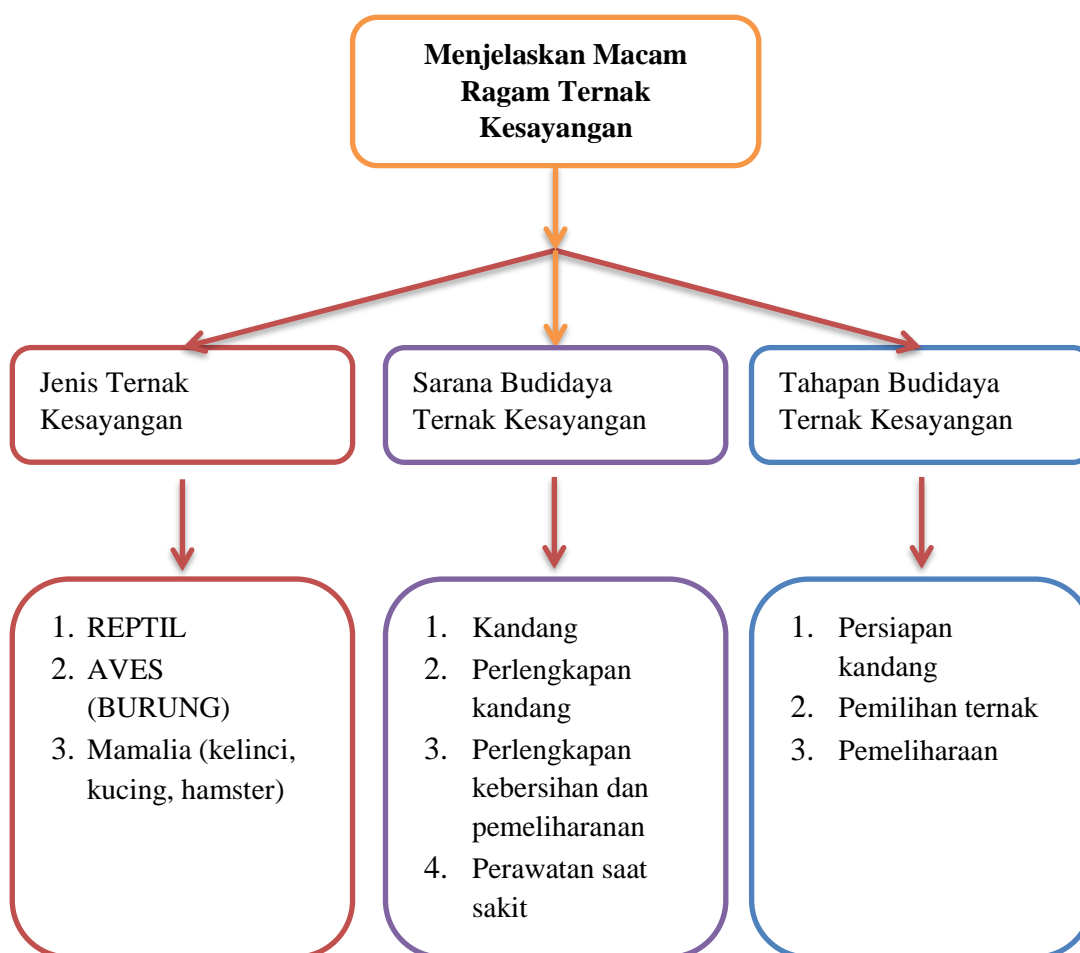 Menjelaskan Macam
Ragam Ternak
Kesayangan
Jenis Ternak
Kesayangan
Sarana Budidaya
Ternak Kesayangan
Tahapan Budidaya
Ternak Kesayangan
1. REPTIL
2. AVES
(BURUNG)
3. Mamalia (kelinci,
kucing, hamster)
1. Kandang
2. Perlengkapan
kandang
3. Perlengkapan
kebersihan dan
pemeliharanan
4. Perawatan saat
sakit
1. Persiapan
kandang
2. Pemilihan ternak
3. Pemeliharaan